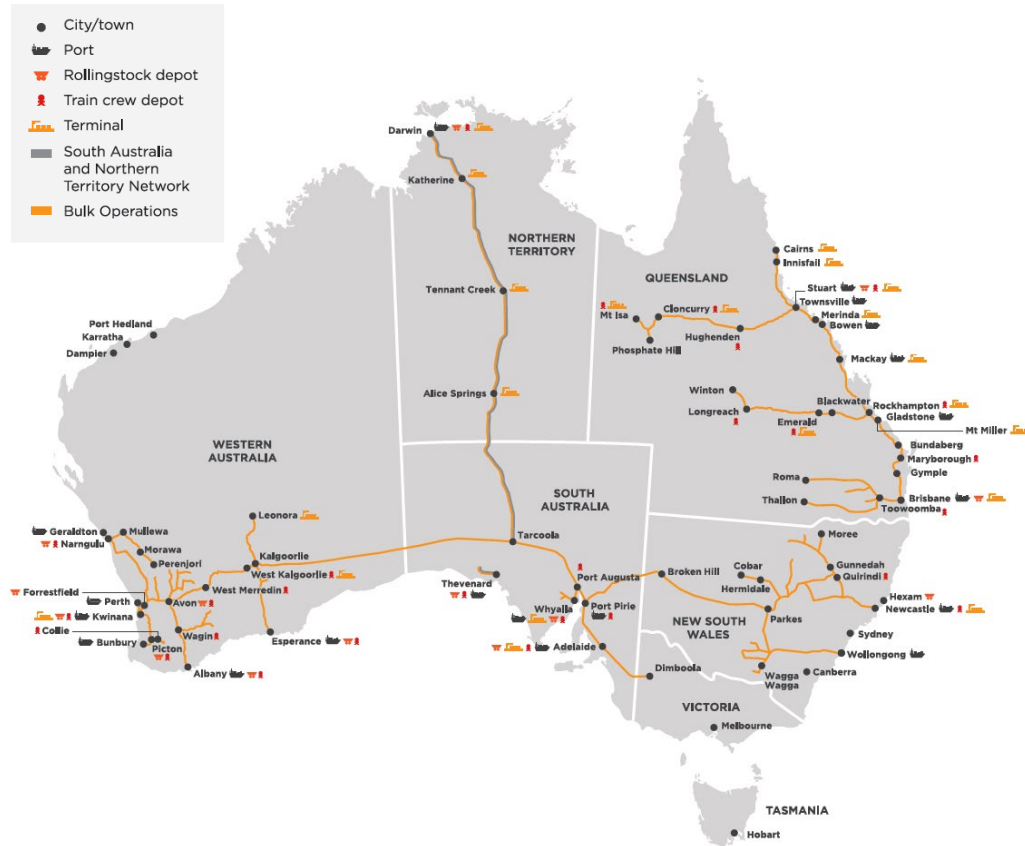 City/town
Port
Rollingstock depot
Train crew depot
Terminal
South Australia
and Northern
Territory Network
Bulk Operations
Darwin
Katherine
NORTHERN
TERRITORY
Tennant Creek
Alice Springs
Cairns
Innisfail
QUEENSLAND
Stuart
Townsville
Merinda
Bowen
Mt Isa
Cloncurry
Hughenden
Phosphate Hill
Mackay
Winton
Longreach
Blackwater
Emerald
Rockhampton
Gladstone
Mt Miller
Bundaberg
Maryborough
Gympie
Roma
Thallon
Brisbane
Toowoomba
Port Hedland
Karratha
Dampier
WESTERN
AUSTRALIA
SOUTH
AUSTRALIA
Leonora
Geraldton
Mullewa
Narngulu
Morawa
Perenjori
Kalgoorlie
West Kalgoorlie
West Merredin
Forrestfield
Perth
Avon
Kwinana
Collie
Wagin
Bunbury
Picton
Albany
Esperance
Tarcoola
Thevenard
Port Augusta
Whyalla
Port Pirie
Adelaide
Broken Hill
Dimboola
Moree
Cobar
Hermidale
Gunnedah
Quirindi
Hexam
Newcastle
NEW SOUTH
WALES
Parkes
Sydney
Wollongong
Wagga
Wagga
Canberra
VICTORIA
Melbourne
TASMANIA
Hobart